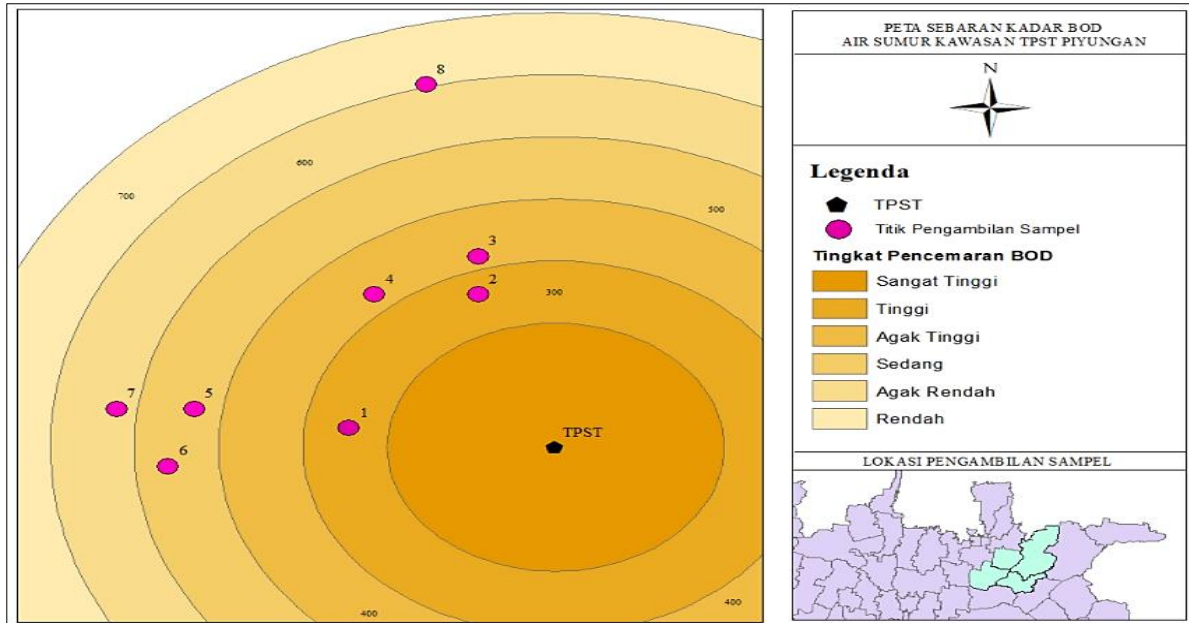 PETA SEBARAN KADAR BOD
AIR SUMUR KAWASAN TPST PIYUNGAN
N
Legenda
TPST
Titik Pengambilan Sampel
Tingkat Pencemaran BOD
Sangat Tinggi
Tinggi
Agak Tinggi
Sedang
Agak Rendah
Rendah
LOKASI PENGAMBILAN SAMPEL
8
600
700
500
3
4
2
300
7
5
1
6
TPST
400
400